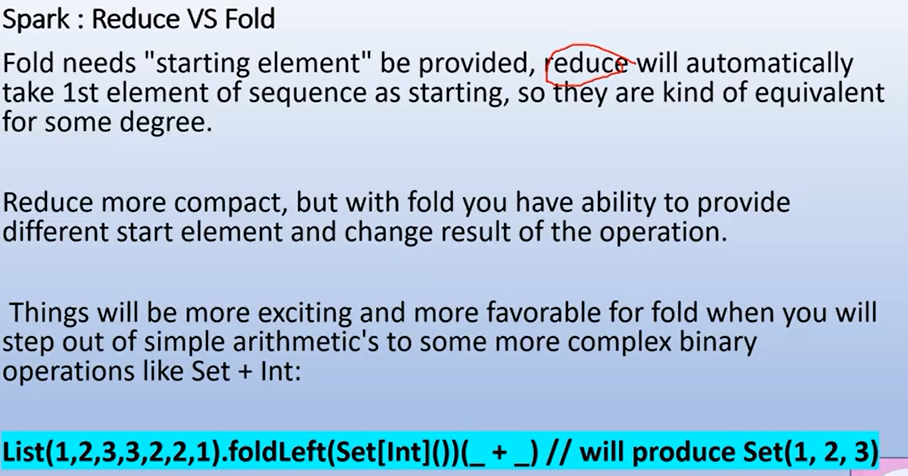 Spark : Reduce VS Fold
Fold needs "starting element" be provided, reduce will automatically
take 1st element of sequence as starting, so they are kind of equivalent
for some degree.
Reduce more compact, but with fold you have ability to provide
different start element and change result of the operation.
Things will be more exciting and more favorable for fold when you will
step out of simple arithmetic's to some more complex binary
operations like Set + Int:
List(1,2,3,3,2,2,1).foldLeft(Set[Int]())(_ + _) // will produce Set(1, 2, 3)